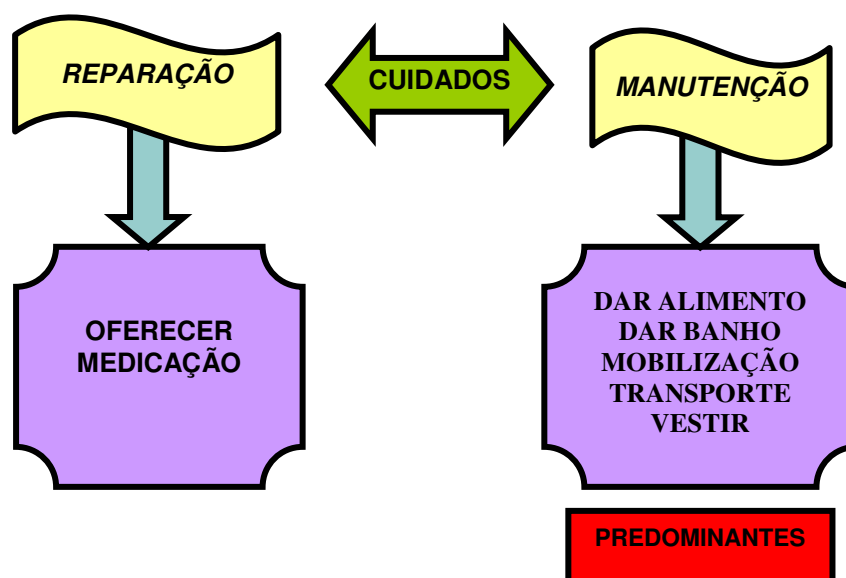 REPARAÇÃO
CUIDADOS
MANUTENÇÃO
OFERECER
MEDICAÇÃO
DAR ALIMENTO
DAR BANHO
MOBILIZAÇÃO
TRANSPORTE
VESTIR
PREDOMINANTES